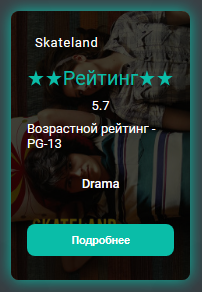 Skateland
★★Рейтинг★★
5.7
Возрастной рейтинг -
PG-13
Drama
SKATELAND
Подробнее